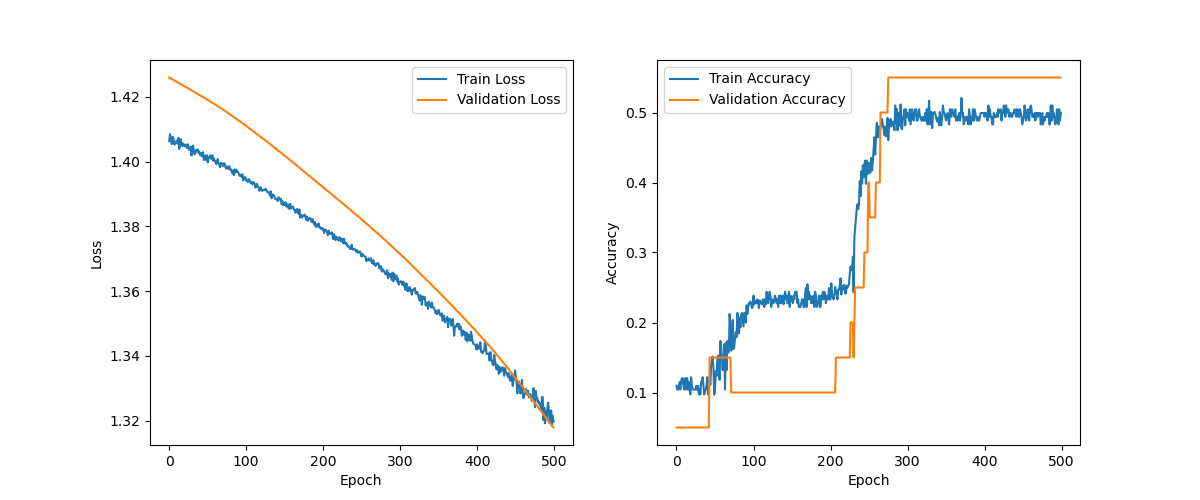 Train Loss
Validation Loss
1.42
1.40
1.38
1.36
1.34
1.32
Loss
0
100
200
300
400
500
Epoch
Train Accuracy
Validation Accuracy
0.5
0.4
0.3
0.2
0.1
Accuracy
0
100
200
300
400
500
Epoch